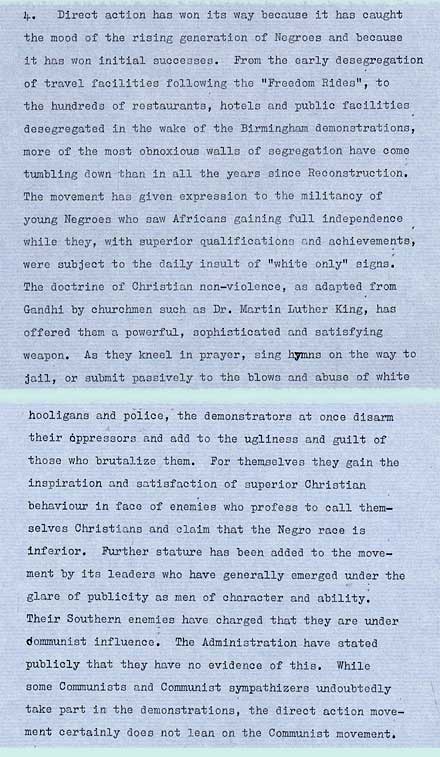 4.   Direct action has won its way because it has caught
the mood of the rising generation of Negroes and because
it has won initial successes.  From the early desegregation
of travel facilities following the "Freedom Rides", to
the hundreds of restaurants, hotels and public facilities
desegregated in the wake of the Birmingham demonstrations,
more of the most obnoxious walls of segregation have come
tumbling down than in all the years since Reconstruction.
The movement has given expression to the militancy of
young Negroes who saw Africans gaining full independence
while they, with superior qualifications and achievements,
were subject to the daily insult of "white only" signs.
The doctrine of Christian non-violence, as adapted from
Gandhi by churchmen such as Dr. Martin Luther King, has
offered them a powerful, sophisticated and satisfying
weapon.  As they kneel in prayer, sing hymns on the way to
jail, or submit passively to the blows and abuse of white
hooligans and police, the demonstrators at once disarm
their oppressors and add to the ugliness and guilt of
those who brutalize them.  For themselves they gain the
inspiration and satisfaction of superior Christian
behaviour in face of enemies who profess to call them-
selves Christians and claim that the Negro race is
inferior.  Further stature has been added to the move-
ment by its leaders who have generally emerged under the
glare of publicity as men of character and ability.
Their Southern enemies have charged that they are under
Communist influence.  The Administration have stated
publicly that they have no evidence of this.  While
some Communists and Communist sympathizers undoubtedly
take part in the demonstrations, the direct action move-
ment certainly does not lean on the Communist movement.